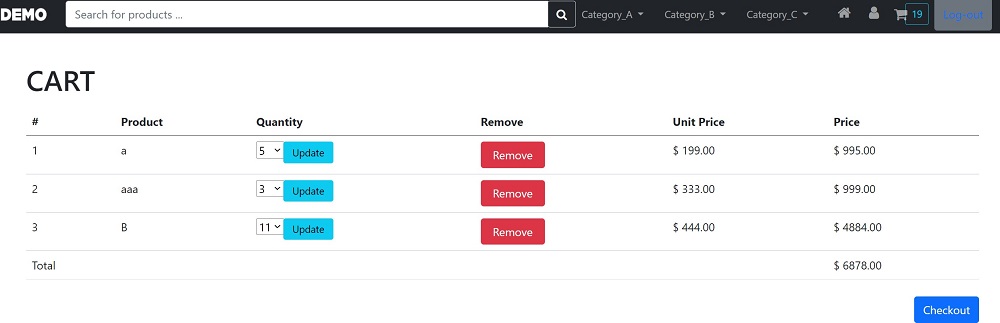 DEMO Search for products ... Category_A Category_B Category_C 19 Log-out
CART
# Product Quantity Remove Unit Price Price
1 a 5 Update Remove $ 199.00 $ 995.00
2 aaa 3 Update Remove $ 333.00 $ 999.00
3 B 11 Update Remove $ 444.00 $ 4884.00
Total $ 6878.00
Checkout